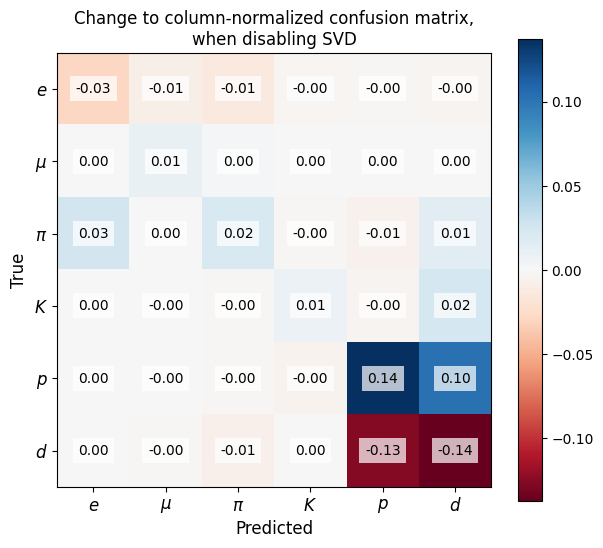 Change to column-normalized confusion matrix,
when disabling SVD
True
e -0.03 -0.01 -0.01 -0.00 -0.00 -0.00
μ 0.00 0.01 0.00 0.00 0.00 0.00
π 0.03 0.00 0.02 -0.00 -0.01 0.01
K 0.00 -0.00 -0.00 0.01 -0.00 0.02
p 0.00 -0.00 -0.00 -0.00 0.14 0.10
d 0.00 -0.00 -0.01 0.00 -0.13 -0.14
e μ π K p d
Predicted
0.10
0.05
0.00
−0.05
−0.10